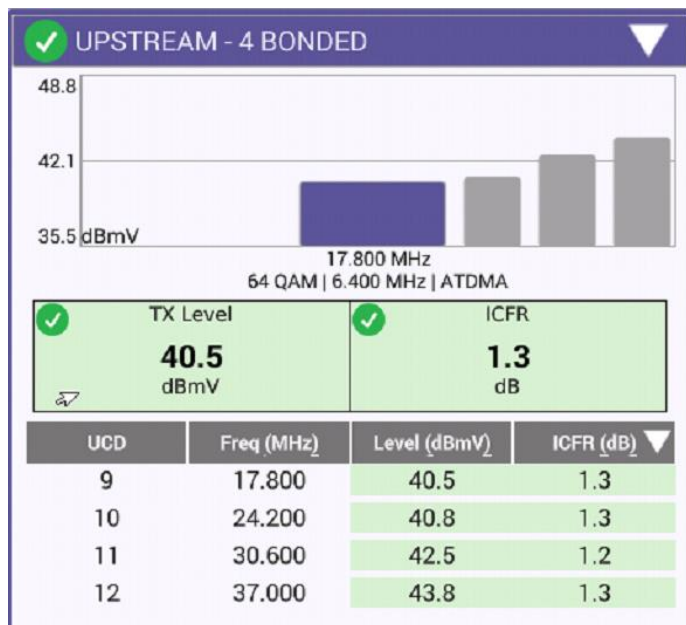 UPSTREAM - 4 BONDED
48.8
42.1
35.5 dBmV
17.800 MHz
64 QAM | 6.400 MHz | ATDMA
TX Level ICFR
40.5 1.3
dBmV dB
UCD Freq (MHz) Level (dBmV) ICFR (dB)
9 17.800 40.5 1.3
10 24.200 40.8 1.3
11 30.600 42.5 1.2
12 37.000 43.8 1.3